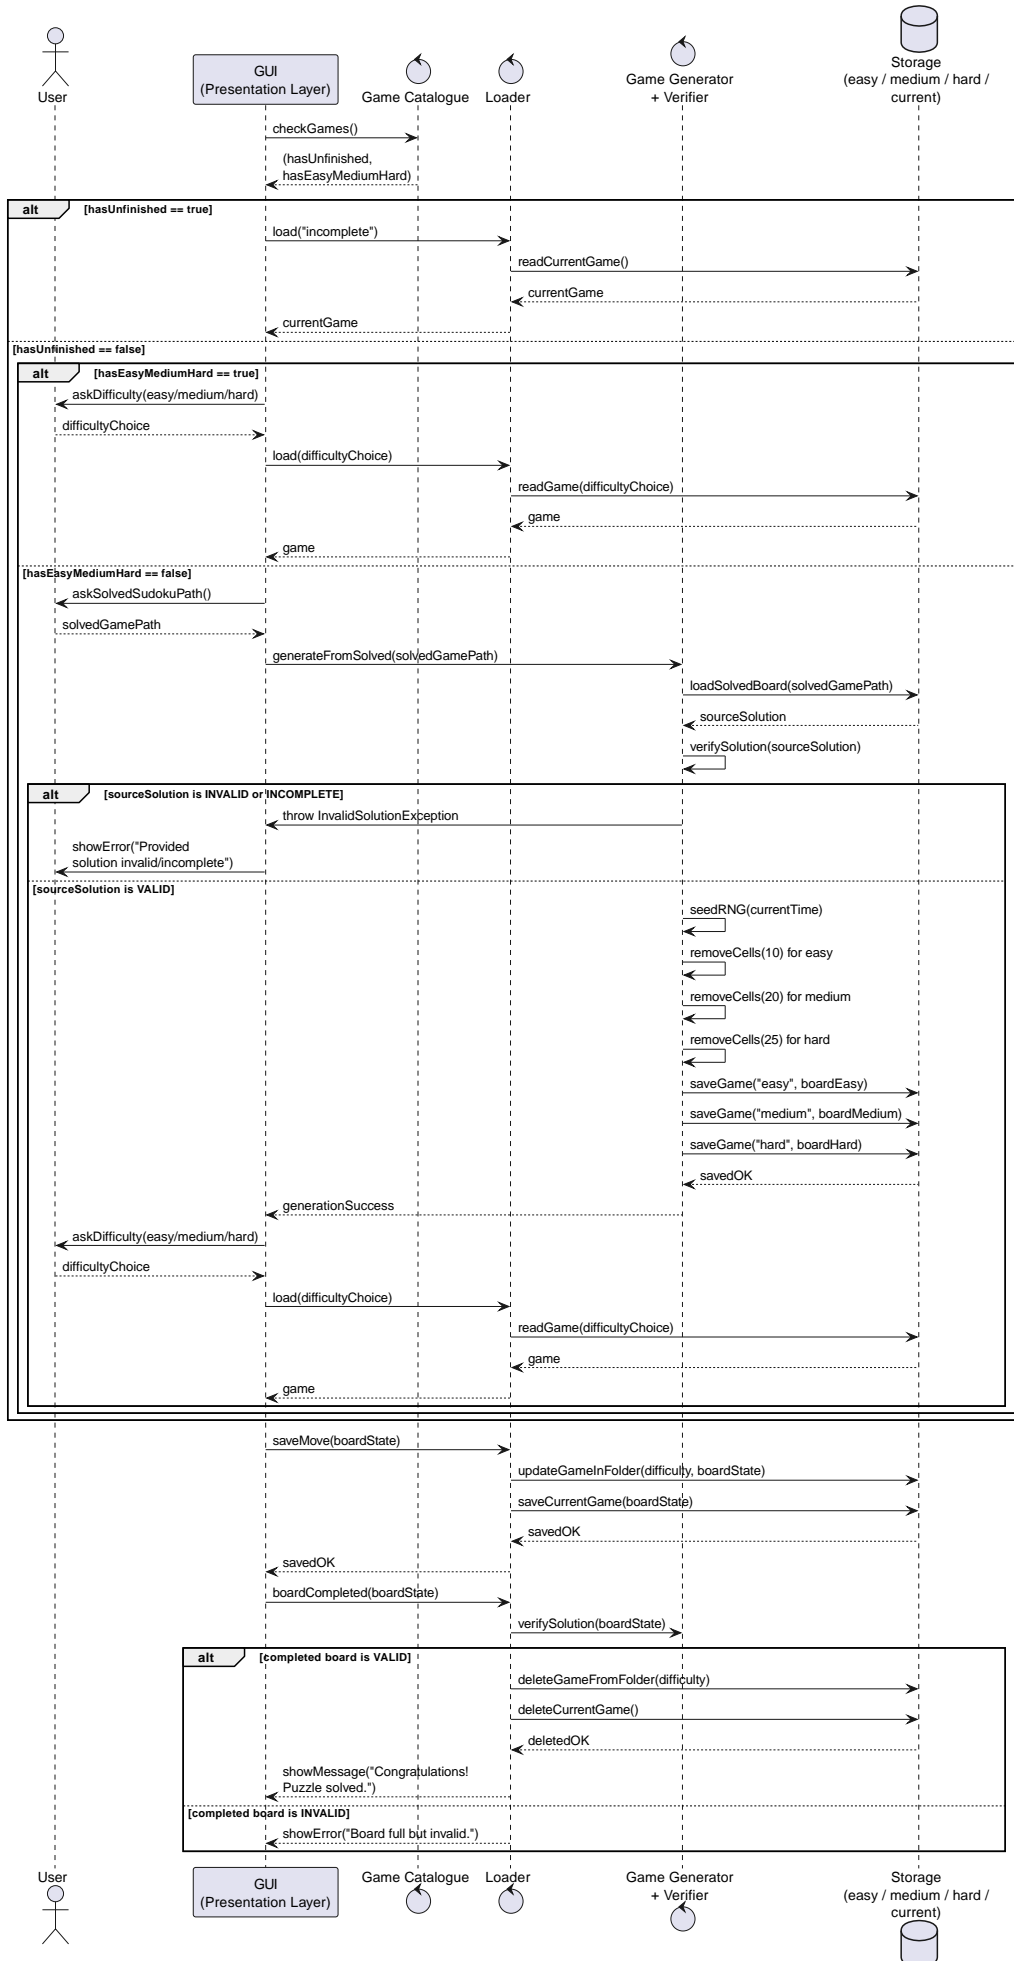 User
GUI
(Presentation Layer)
Game Catalogue
Loader
Game Generator
+ Verifier
Storage
(easy / medium / hard /
current)
checkGames()
(hasUnfinished,
hasEasyMediumHard)
alt [hasUnfinished == true]
load("incomplete")
readCurrentGame()
currentGame
currentGame
[hasUnfinished == false]
alt [hasEasyMediumHard == true]
askDifficulty(easy/medium/hard)
difficultyChoice
load(difficultyChoice)
readGame(difficultyChoice)
game
game
[hasEasyMediumHard == false]
askSolvedSudokuPath()
solvedGamePath
generateFromSolved(solvedGamePath)
loadSolvedBoard(solvedGamePath)
sourceSolution
verifySolution(sourceSolution)
alt [sourceSolution is INVALID or INCOMPLETE]
throw InvalidSolutionException
showError("Provided
solution invalid/incomplete")
[sourceSolution is VALID]
seedRNG(currentTime)
removeCells(10) for easy
removeCells(20) for medium
removeCells(25) for hard
saveGame("easy", boardEasy)
saveGame("medium", boardMedium)
saveGame("hard", boardHard)
savedOK
generationSuccess
askDifficulty(easy/medium/hard)
difficultyChoice
load(difficultyChoice)
readGame(difficultyChoice)
game
game
saveMove(boardState)
updateGameInFolder(difficulty, boardState)
saveCurrentGame(boardState)
savedOK
savedOK
boardCompleted(boardState)
verifySolution(boardState)
alt [completed board is VALID]
deleteGameFromFolder(difficulty)
deleteCurrentGame()
deletedOK
showMessage("Congratulations!
Puzzle solved.")
[completed board is INVALID]
showError("Board full but invalid.")
User
GUI
(Presentation Layer)
Game Catalogue
Loader
Game Generator
+ Verifier
Storage
(easy / medium / hard /
current)